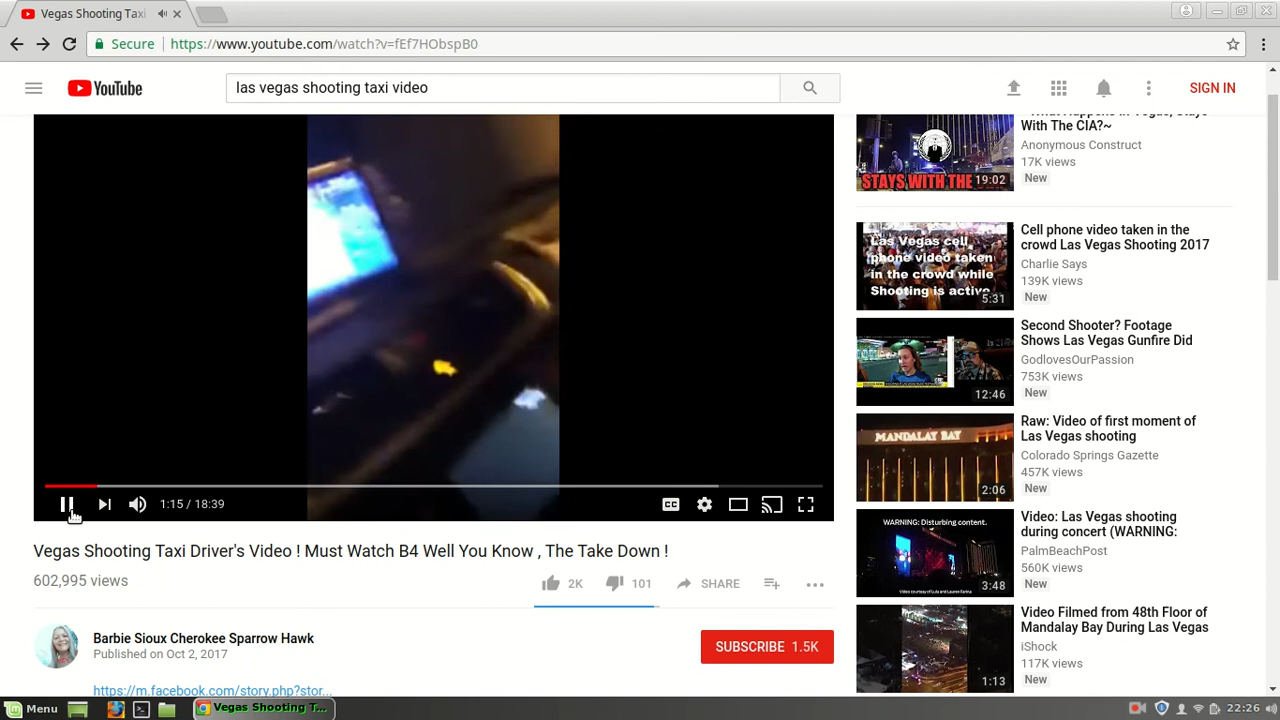 Vegas Shooting Taxi
Secure https://www.youtube.com/watch?v=fEf7HObspB0
YouTube
las vegas shooting taxi video
SIGN IN
1:15 / 18:39
CC
Vegas Shooting Taxi Driver's Video ! Must Watch B4 Well You Know , The Take Down !
602,995 views
2K
101
SHARE
Barbie Sioux Cherokee Sparrow Hawk
Published on Oct 2, 2017
SUBSCRIBE 1.5K
https://m.facebook.com/story.php?stor...
STAYS WITH THE
19:02
With The CIA?~
Anonymous Construct
17K views
New
Las Vegas cell
phone video taken
in the crowd while
Shooting is active
5:31
Cell phone video taken in the
crowd Las Vegas Shooting 2017
Charlie Says
139K views
New
12:46
Second Shooter? Footage
Shows Las Vegas Gunfire Did
GodlovesOurPassion
753K views
New
MANDALAY BAY
2:06
Raw: Video of first moment of
Las Vegas shooting
Colorado Springs Gazette
457K views
New
WARNING: Disturbing content.
3:48
Video: Las Vegas shooting
during concert (WARNING:
PalmBeachPost
560K views
New
1:13
Video Filmed from 48th Floor of
Mandalay Bay During Las Vegas
iShock
117K views
New
Menu
Vegas Shooting T...
22:26